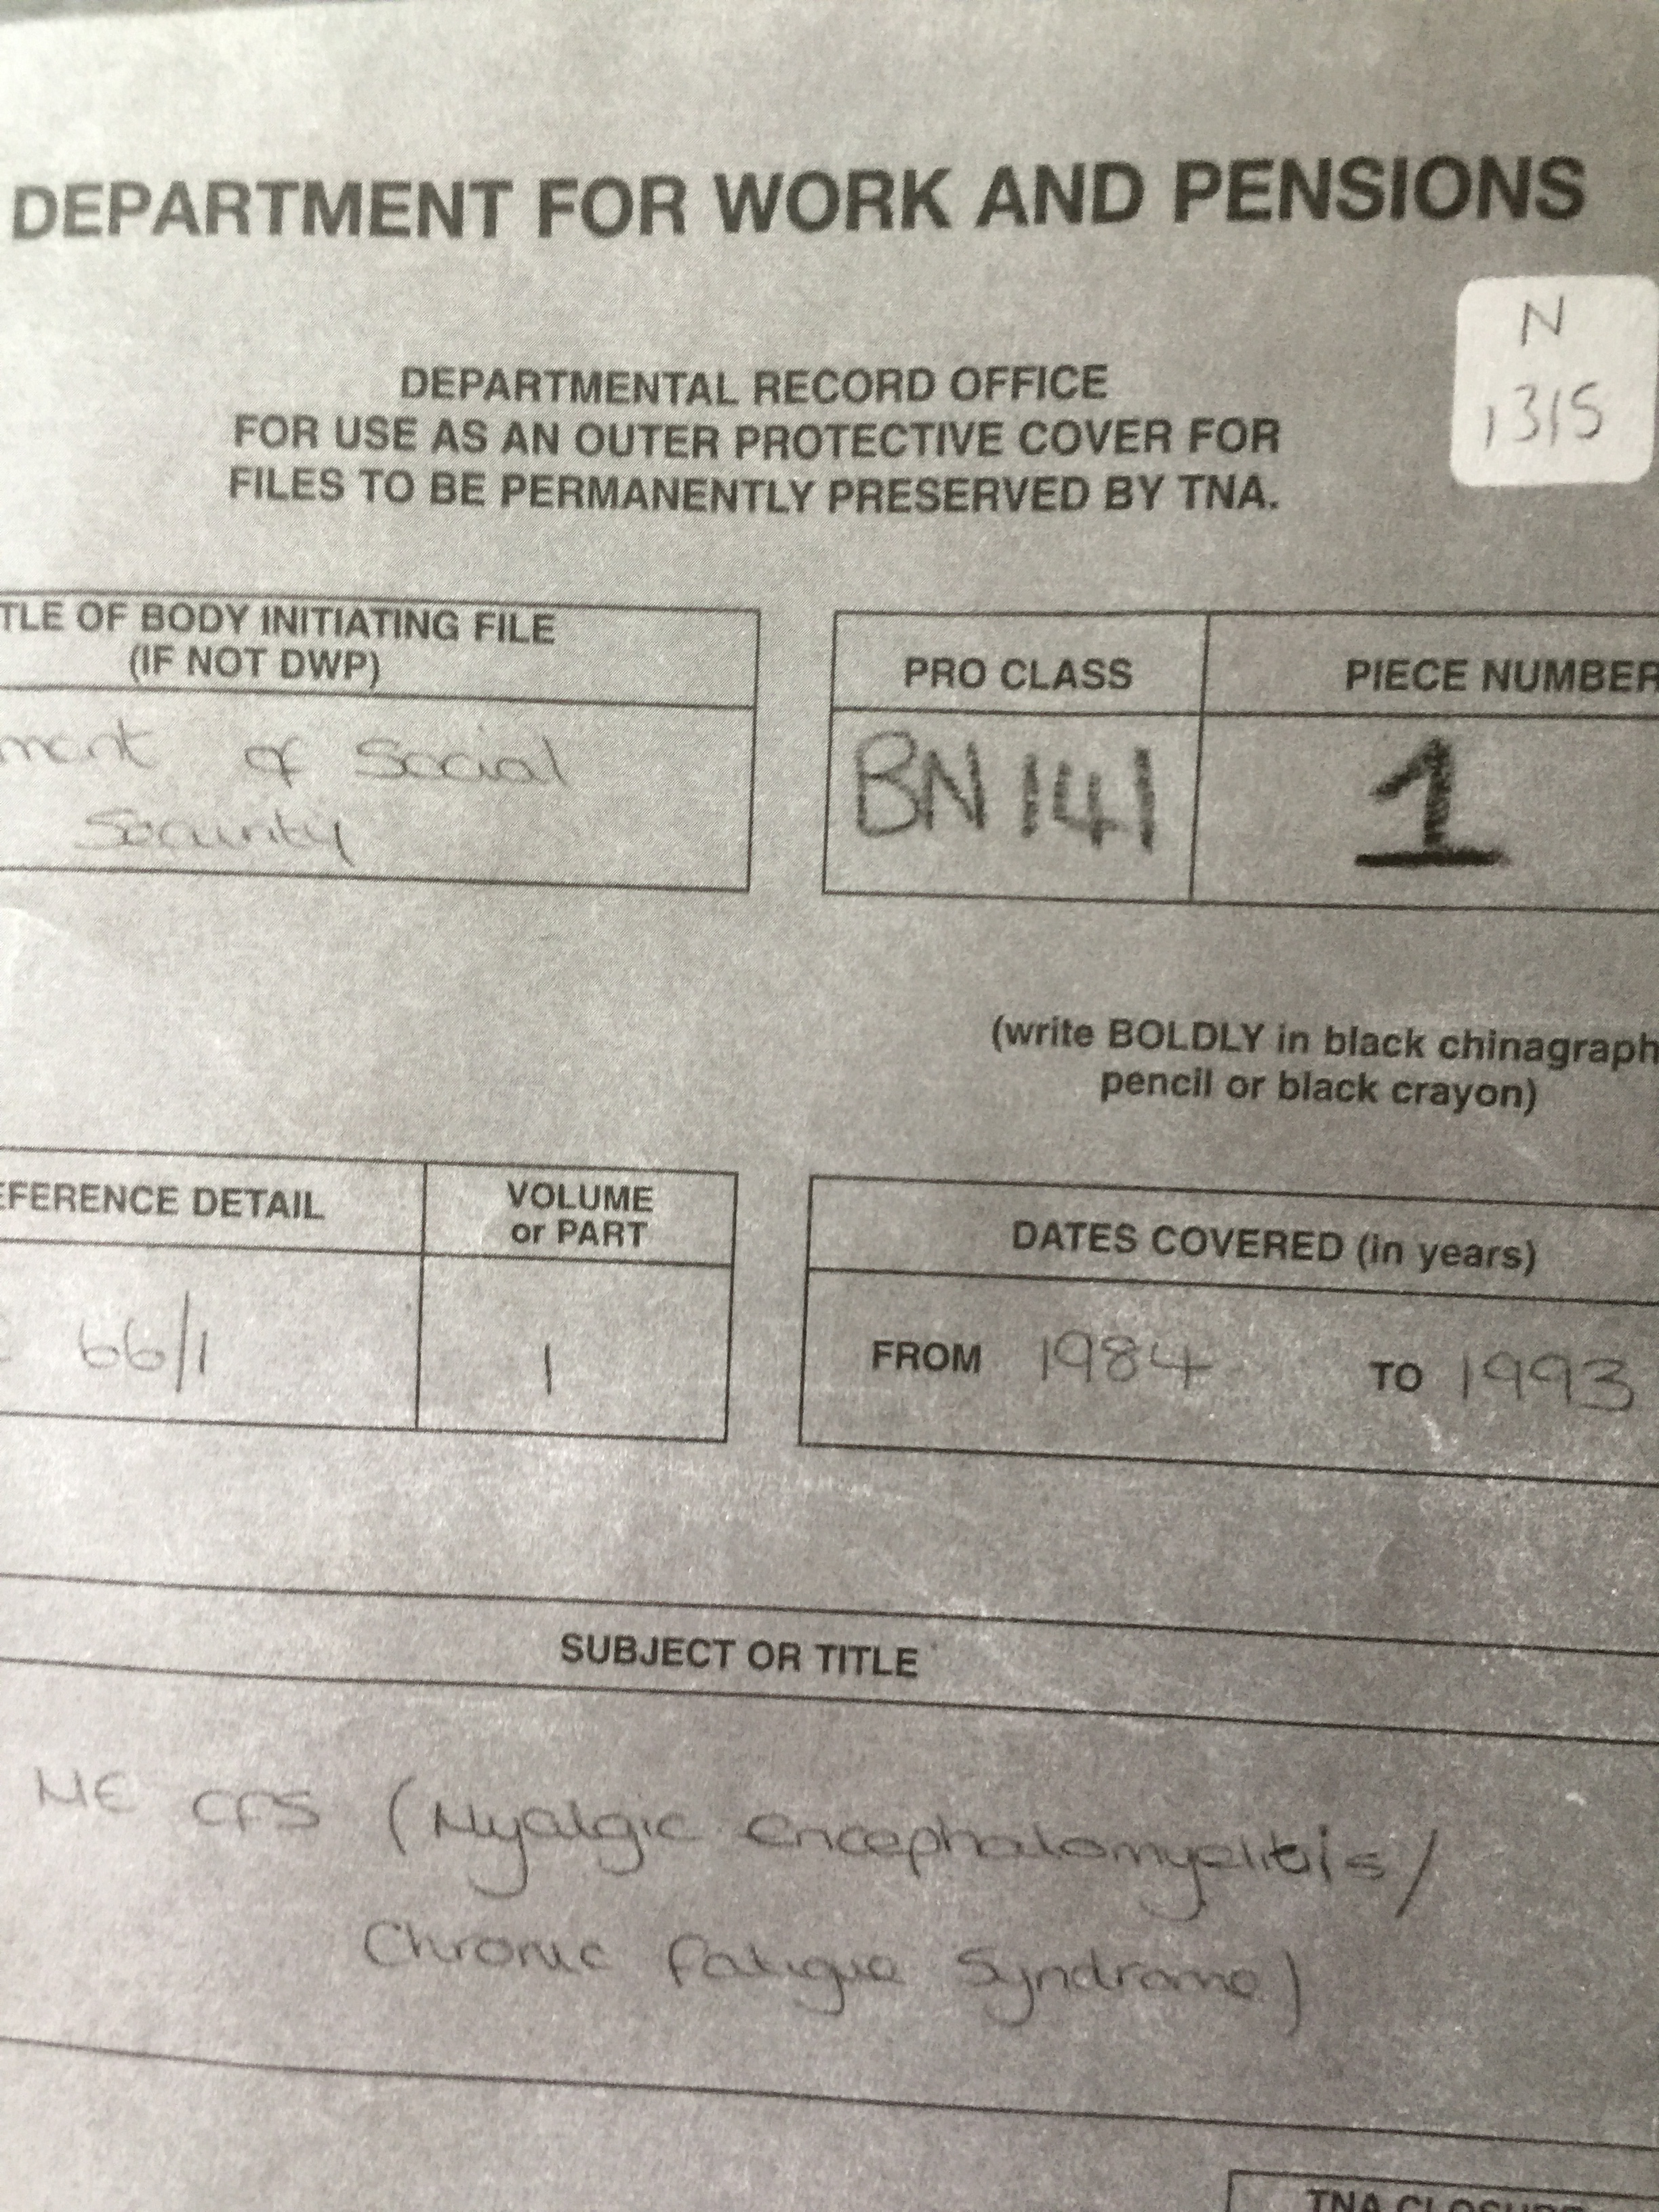 DEPARTMENT FOR WORK AND PENSIONS
N
1315
DEPARTMENTAL RECORD OFFICE
FOR USE AS AN OUTER PROTECTIVE COVER FOR
FILES TO BE PERMANENTLY PRESERVED BY TNA.
TLE OF BODY INITIATING FILE
(IF NOT DWP)
ment of Social
Security
PRO CLASS
PIECE NUMBER
BN 141
1
(write BOLDLY in black chinagraph
pencil or black crayon)
EFERENCE DETAIL
VOLUME
or PART
66/1
1
DATES COVERED (in years)
FROM 1984 TO 1993
SUBJECT OR TITLE
ME CFS (Myalgic encephalomyelitis/
Chronic Fatigue Syndrome)
TNA CLOSU